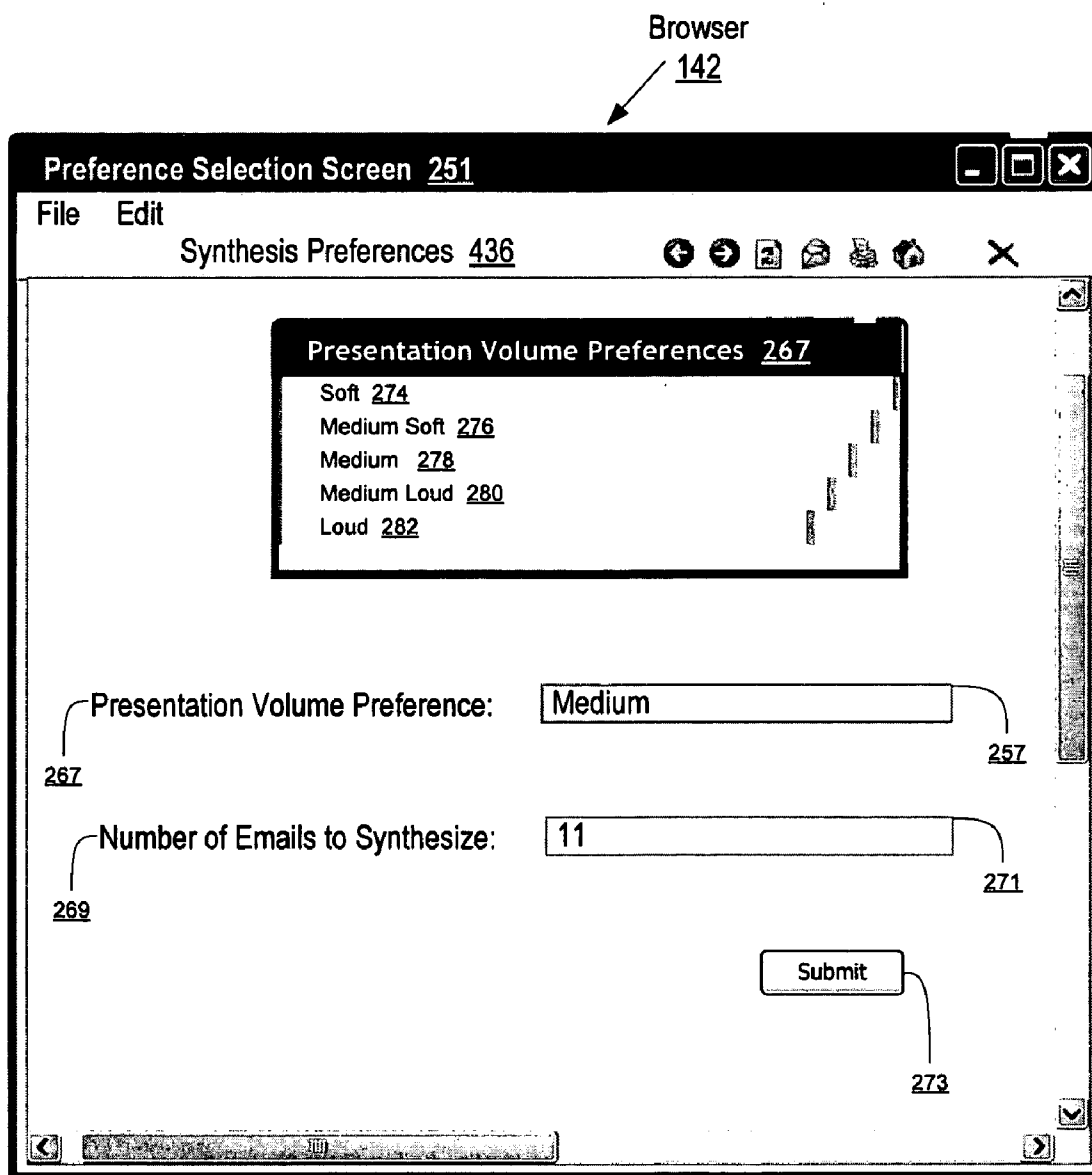 Browser
142
Preference Selection Screen 251
File Edit
Synthesis Preferences 436
Presentation Volume Preferences 267
Soft 274
Medium Soft 276
Medium 278
Medium Loud 280
Loud 282
Presentation Volume Preference: Medium
267 257
Number of Emails to Synthesize: 11
269 271
Submit
273